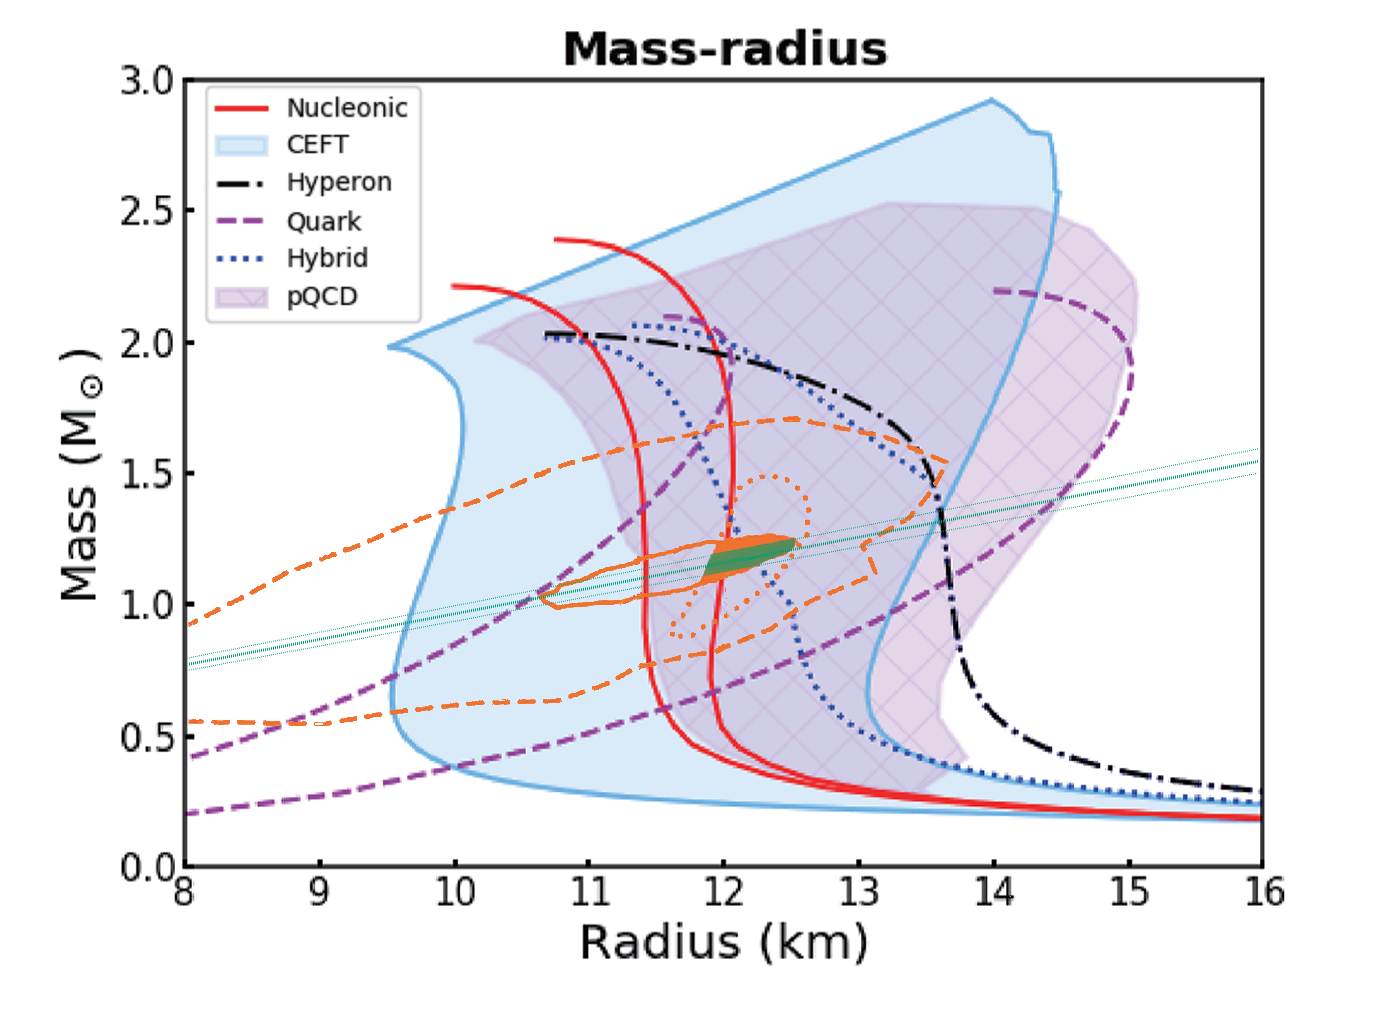 Mass-radius
Nucleonic
CEFT
Hyperon
Quark
Hybrid
pQCD
3.0
2.5
2.0
1.5
1.0
0.5
0.0
Mass (M⊙)
8 9 10 11 12 13 14 15 16
Radius (km)